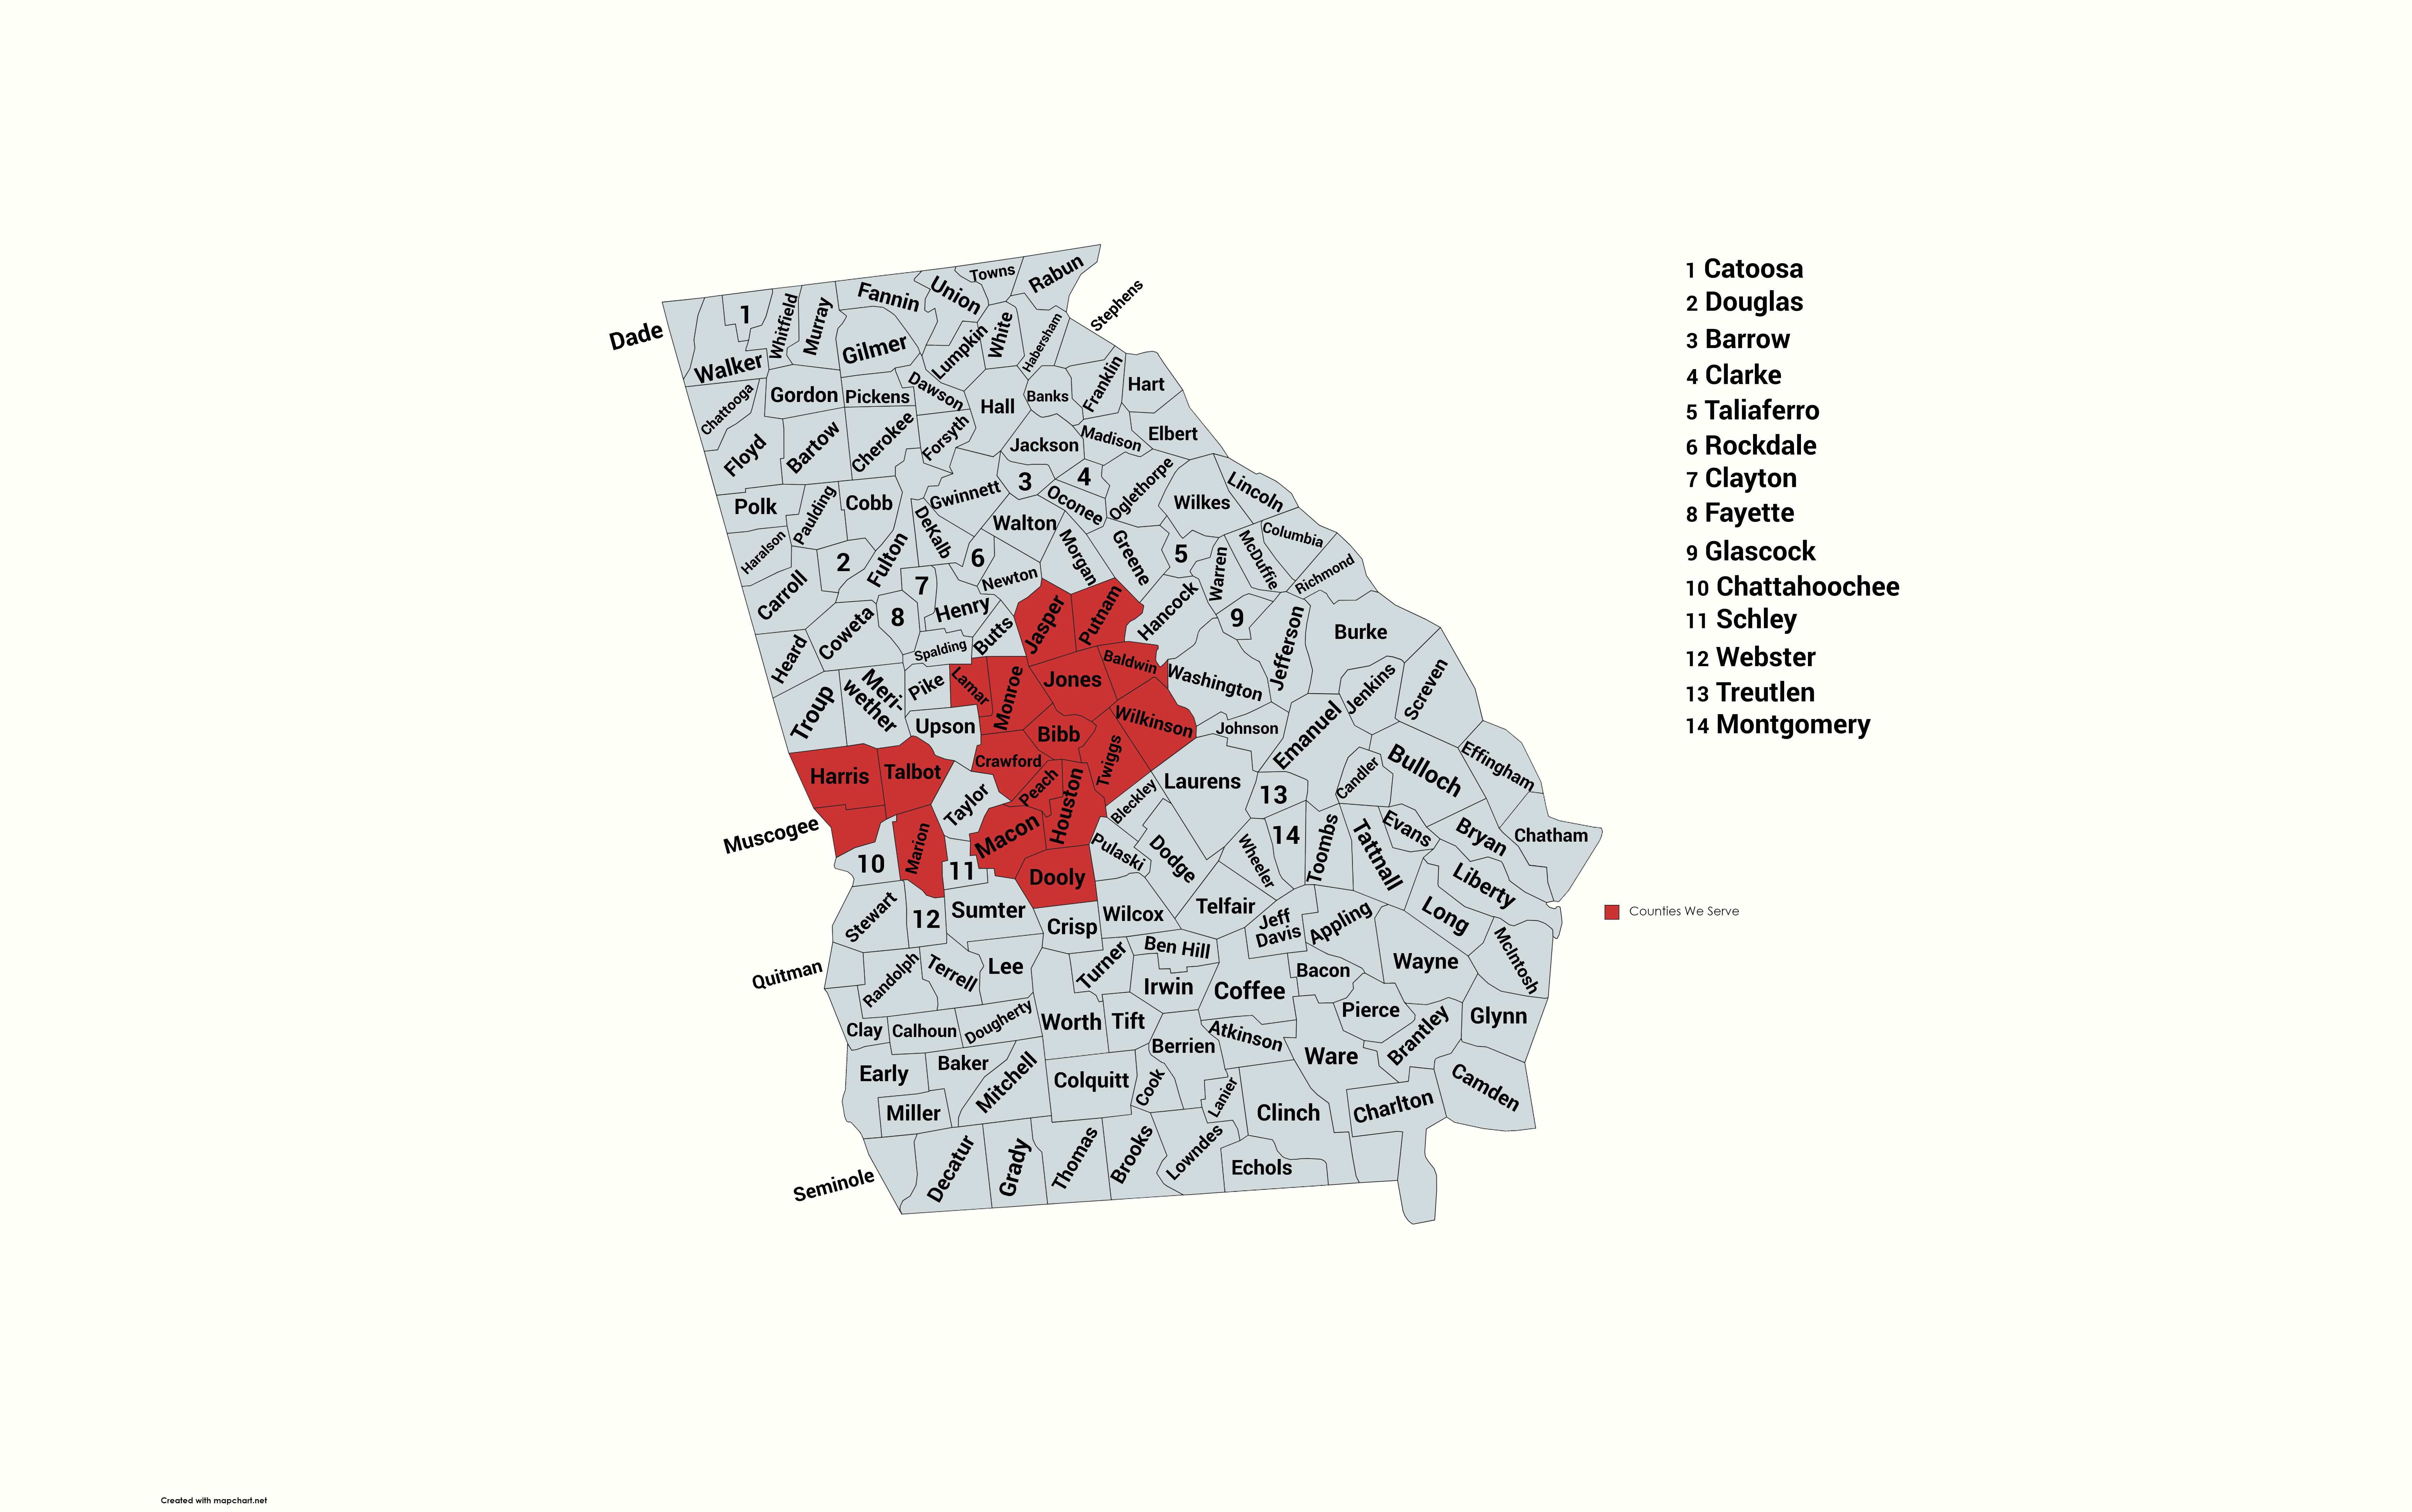 Dade
1
Whitfield
Murray
Fannin
Union
Towns
Rabun
Stephens
Walker
Gilmer
Lumpkin
White
Habersham
Chattooga
Gordon
Pickens
Dawson
Hall
Banks
Franklin
Hart
Floyd
Bartow
Cherokee
Forsyth
Jackson
Madison
Elbert
Polk
Paulding
Cobb
Gwinnett
3
4
Oconee
Oglethorpe
Wilkes
Lincoln
Haralson
2
Fulton
DeKalb
6
Walton
Morgan
Greene
5
Warren
McDuffie
Columbia
Richmond
Carroll
Coweta
8
7
Henry
Newton
Butts
Jasper
Putnam
Hancock
9
Jefferson
Burke
Heard
Spalding
Troup
Meri-
wether
Pike
Lamar
Monroe
Jones
Baldwin
Washington
Jenkins
Screven
Upson
Bibb
Wilkinson
Johnson
Emanuel
Harris
Talbot
Crawford
Peach
Houston
Twiggs
Laurens
13
Candler
Bulloch
Effingham
Muscogee
Taylor
Bleckley
10
Marion
11
Macon
Pulaski
Dodge
Wheeler
14
Toombs
Tattnall
Evans
Bryan
Chatham
Dooly
Liberty
Stewart
12
Sumter
Crisp
Wilcox
Telfair
Jeff
Davis
Appling
Long
McIntosh
Quitman
Randolph
Terrell
Lee
Turner
Ben Hill
Irwin
Coffee
Bacon
Wayne
Clay
Calhoun
Dougherty
Worth
Tift
Berrien
Atkinson
Pierce
Brantley
Glynn
Early
Baker
Mitchell
Colquitt
Cook
Lanier
Ware
Camden
Miller
Clinch
Charlton
Seminole
Decatur
Grady
Thomas
Brooks
Lowndes
Echols
1 Catoosa
2 Douglas
3 Barrow
4 Clarke
5 Taliaferro
6 Rockdale
7 Clayton
8 Fayette
9 Glascock
10 Chattahoochee
11 Schley
12 Webster
13 Treutlen
14 Montgomery
Counties We Serve
Created with mapchart.net